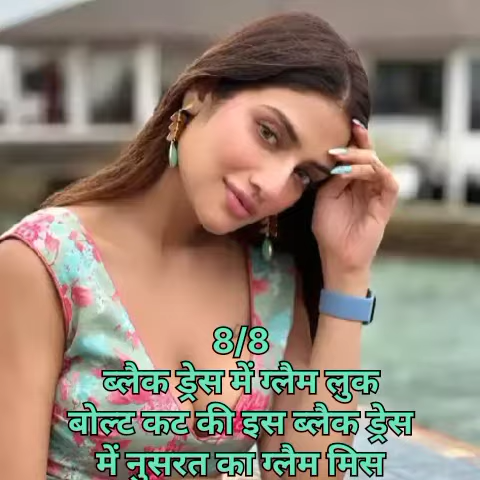 8/8
ब्लैक ड्रेस में ग्लैम लुक
बोल्ट कट की इस ब्लैक ड्रेस
में नुसरत का ग्लैम मिस